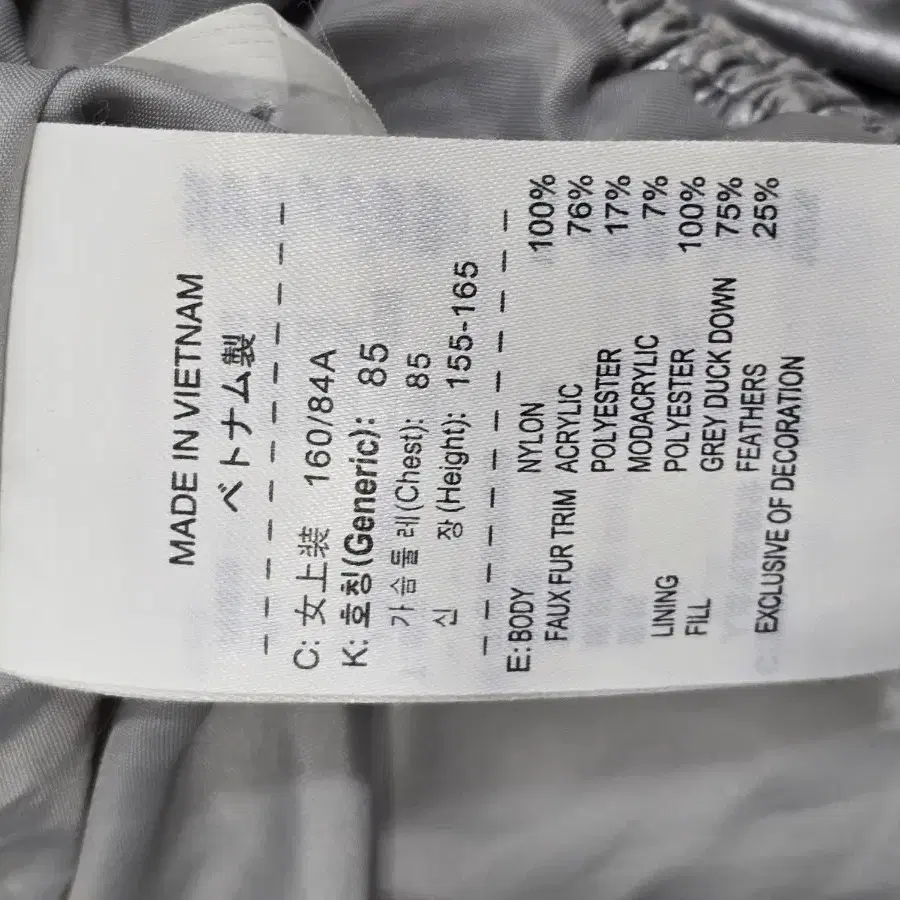 MADE IN VIETNAM
ベトナム製
C: 女上装 160/84A
K: 호칭(Generic): 85
가슴둘레(Chest): 85
신 장(Height): 155-165
E: BODY NYLON 100%
FAUX FUR TRIM ACRYLIC 76%
POLYESTER 17%
MODACRYLIC 7%
LINING POLYESTER 100%
FILL GREY DUCK DOWN 75%
FEATHERS 25%
EXCLUSIVE OF DECORATION